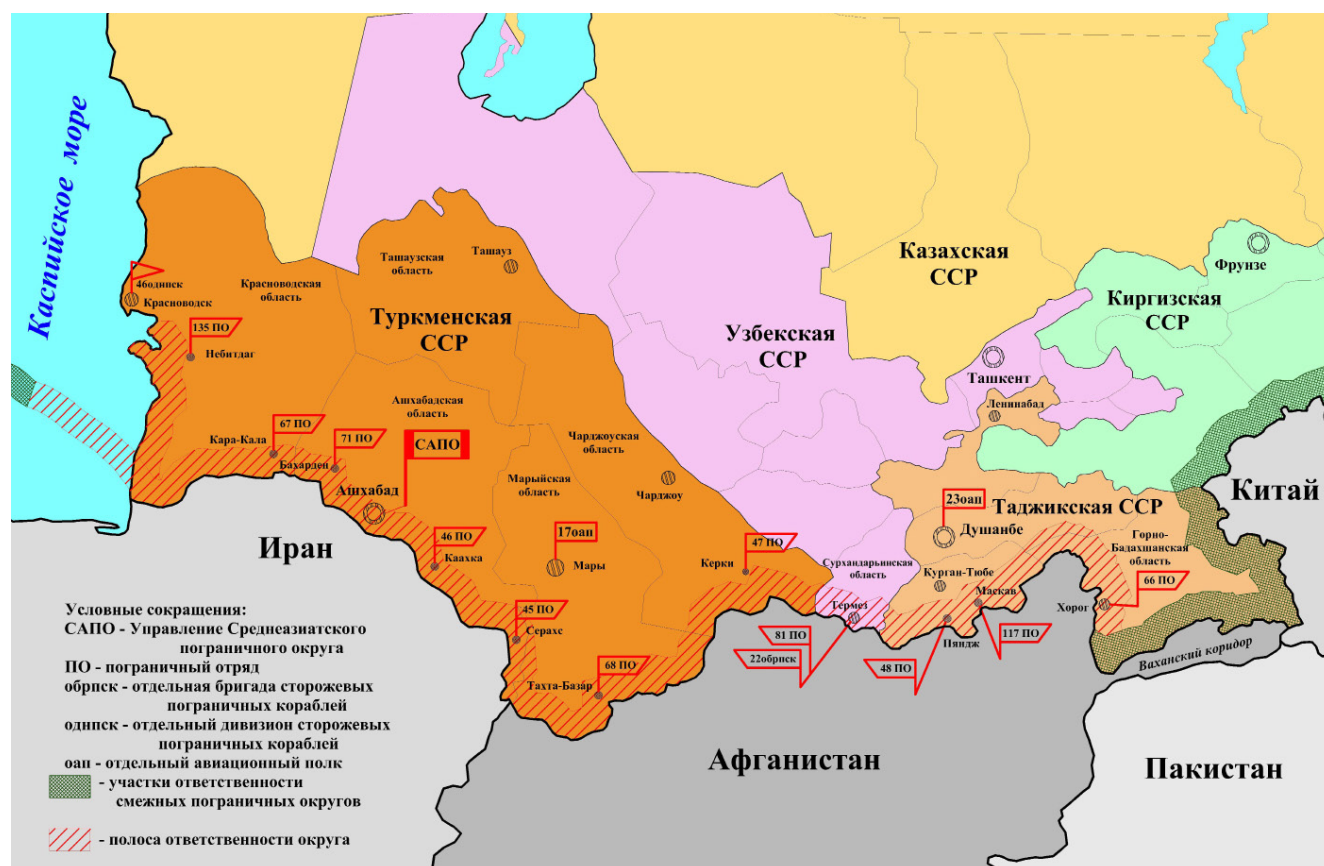 Каспийское море
Казахская
ССР
Фрунзе
Киргизская
ССР
Ташауз
Ташаузская
область
46однпск
Красноводск
Красноводская
область
Туркменская
ССР
Узбекская
ССР
135 ПО
Небитдаг
Ташкент
Ленинабад
Ашхабадская
область
67 ПО
Кара-Кала
71 ПО
Бахарден
САПО
Чарджоуская
область
Марыйская
область
Чарджоу
Ашхабад
Китай
23оап
Таджикская ССР
Душанбе
Иран
46 ПО
Каахка
17оап
Мары
47 ПО
Керки
Сурхандарьинская
область
Курган-Тюбе
Маскав
Горно-
Бадахшанская
область
66 ПО
Хорог
Термез
45 ПО
Серахс
81 ПО
22обрпск
48 ПО
Пяндж
117 ПО
Ваханский коридор
68 ПО
Тахта-Базар
Афганистан
Пакистан
Условные сокращения:
САПО - Управление Среднеазиатского
пограничного округа
ПО - пограничный отряд
обрпск - отдельная бригада сторожевых
пограничных кораблей
однпск - отдельный дивизион сторожевых
пограничных кораблей
оап - отдельный авиационный полк
- участки ответственности
смежных пограничных округов
- полоса ответственности округа